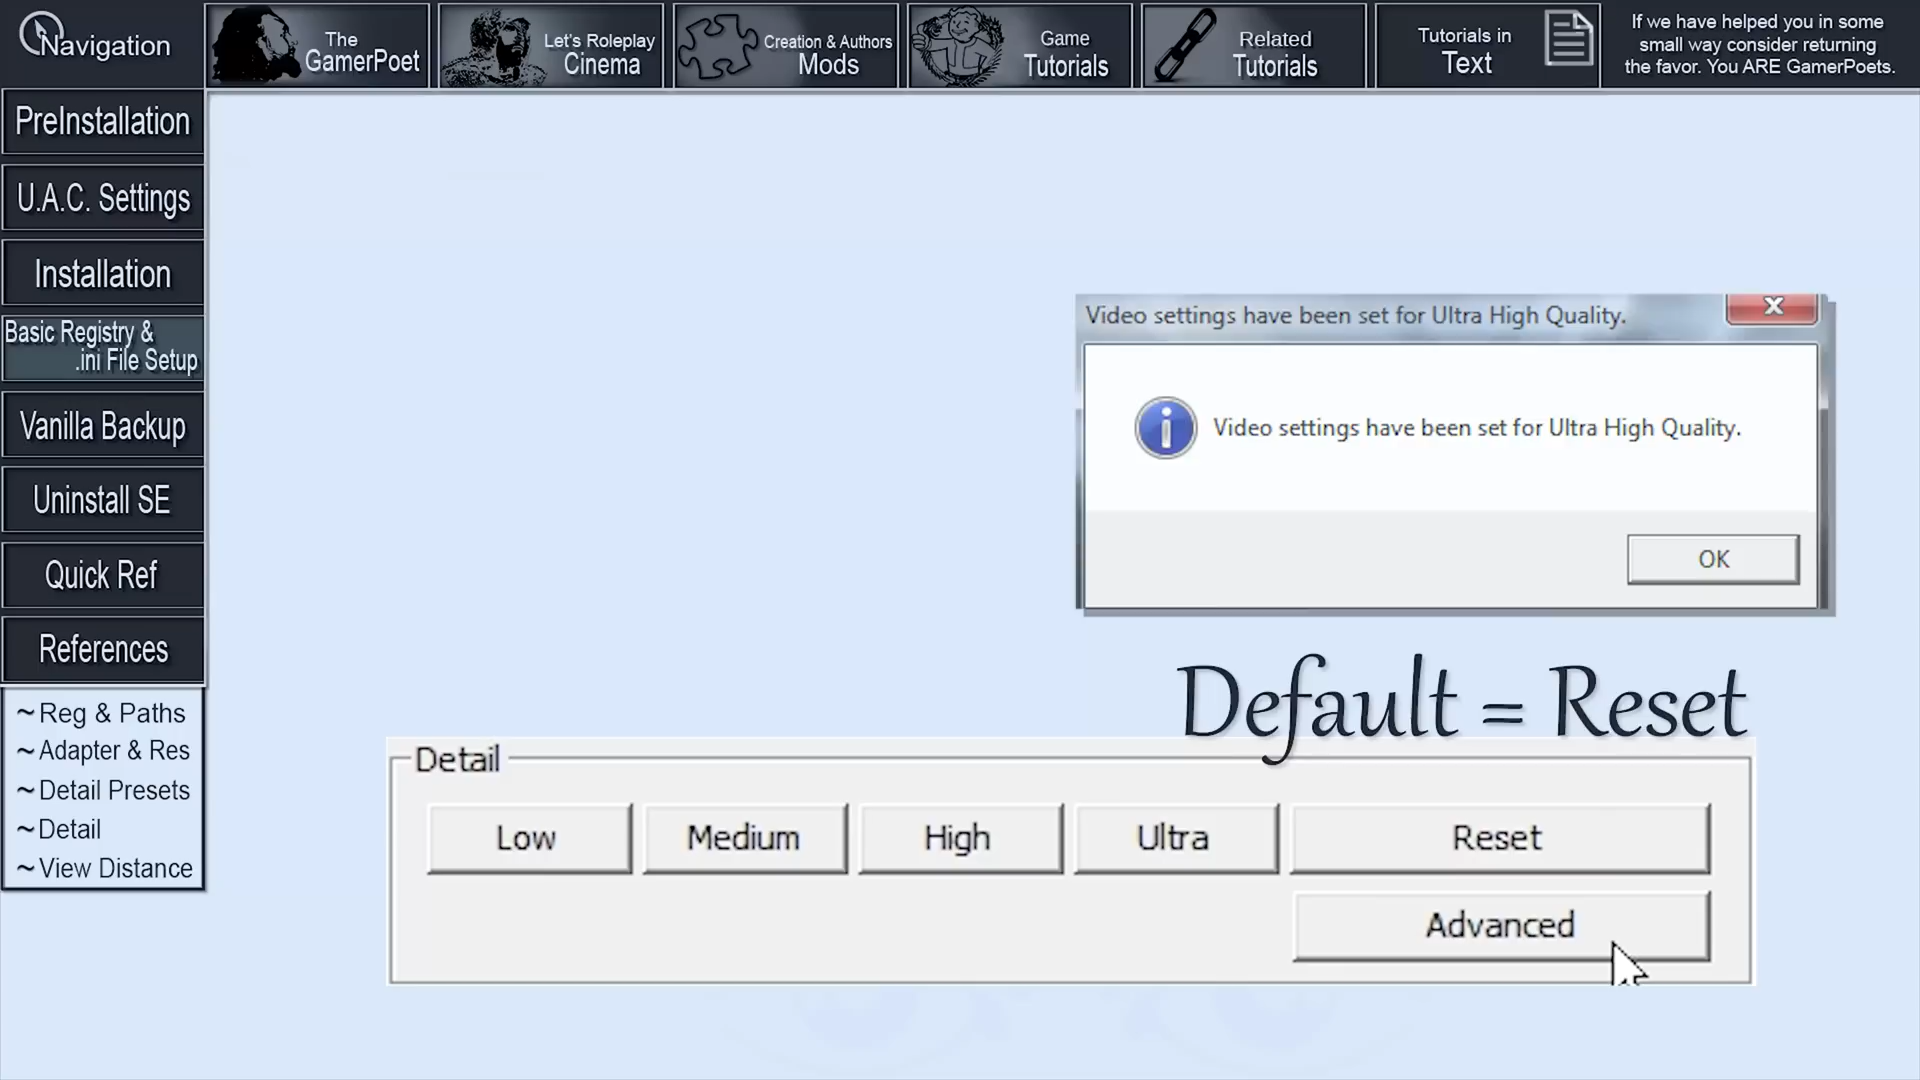 Navigation
The
GamerPoet
Let's Roleplay
Cinema
Creation & Authors
Mods
Game
Tutorials
Related
Tutorials
Tutorials in
Text
If we have helped you in some
small way consider returning
the favor. You ARE GamerPoets.
PreInstallation
U.A.C. Settings
Installation
Basic Registry &
.ini File Setup
Vanilla Backup
Uninstall SE
Quick Ref
References
~Reg & Paths
~Adapter & Res
~Detail Presets
~Detail
~View Distance
Video settings have been set for Ultra High Quality.
Video settings have been set for Ultra High Quality.
OK
Default = Reset
Detail
Low Medium High Ultra Reset
Advanced